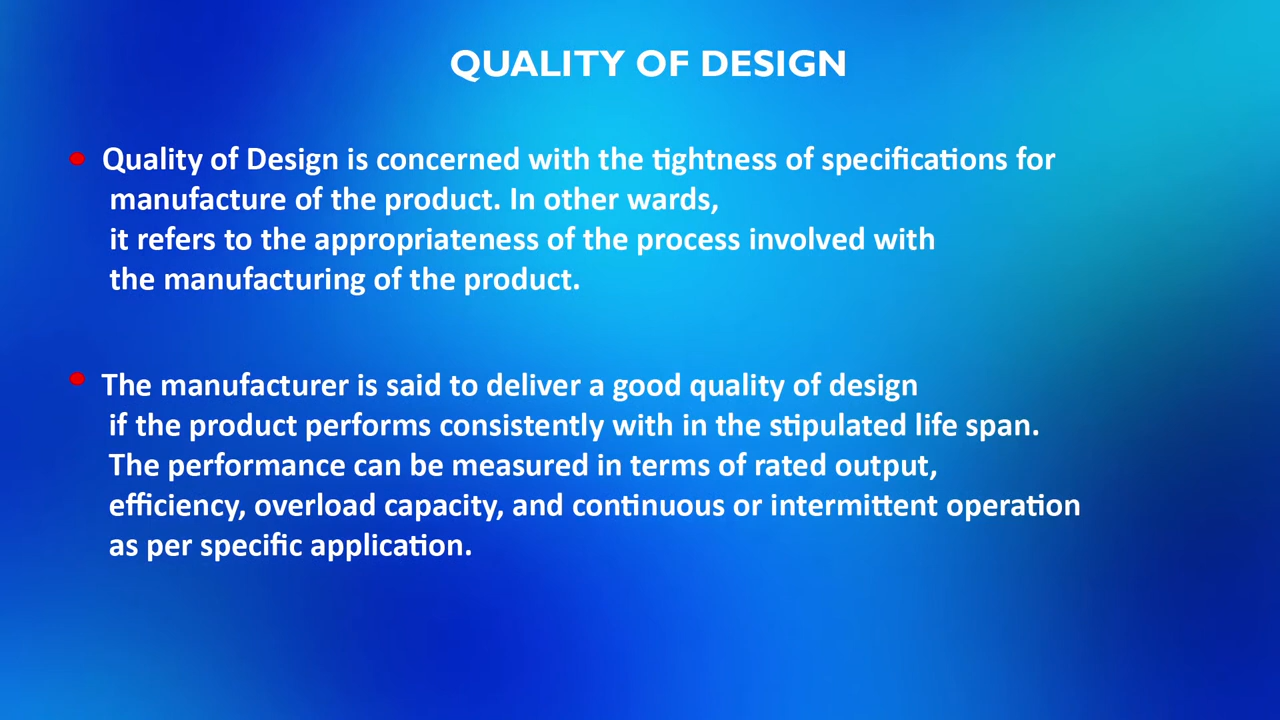 QUALITY OF DESIGN
Quality of Design is concerned with the tightness of specifications for
manufacture of the product. In other wards,
it refers to the appropriateness of the process involved with
the manufacturing of the product.
The manufacturer is said to deliver a good quality of design
if the product performs consistently with in the stipulated life span.
The performance can be measured in terms of rated output,
efficiency, overload capacity, and continuous or intermittent operation
as per specific application.